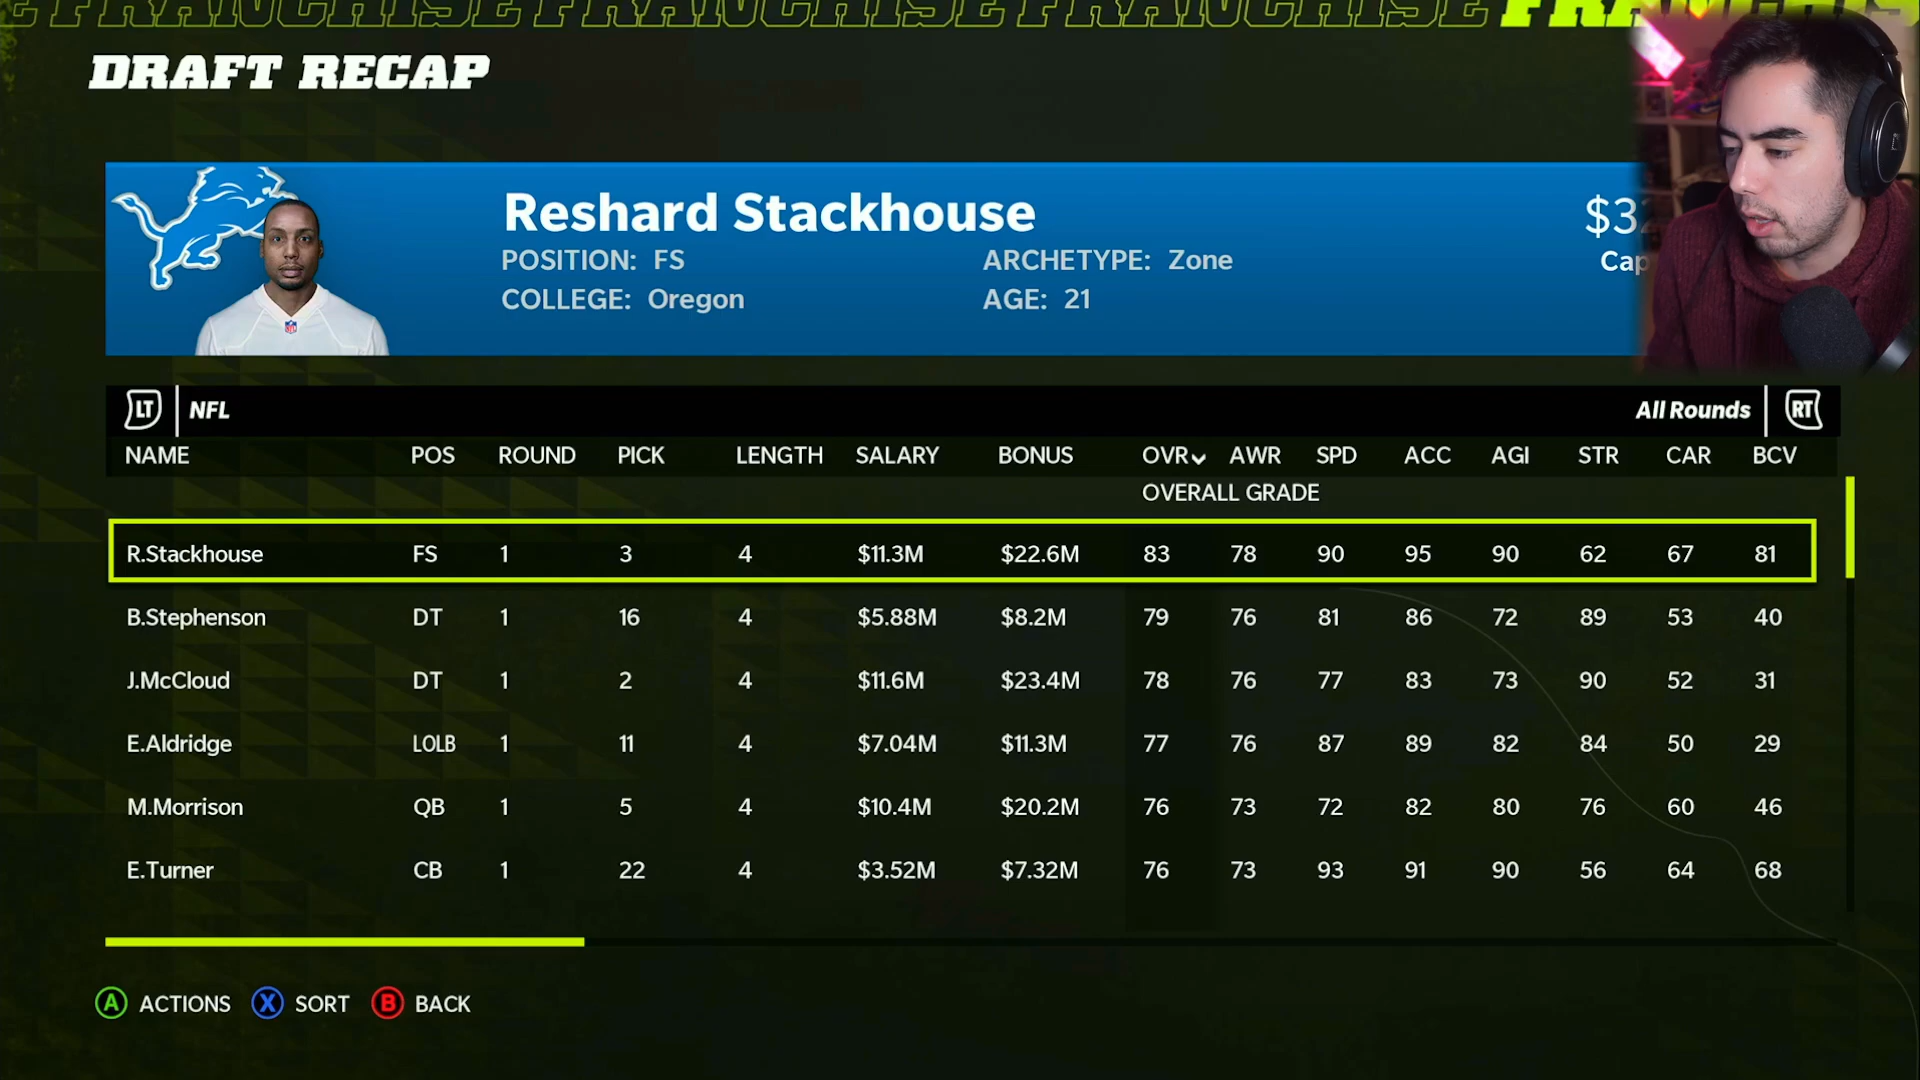 FRANCHISE FRANCHISE FRANCHISE
DRAFT RECAP
Reshard Stackhouse
POSITION: FS
ARCHETYPE: Zone
COLLEGE: Oregon
AGE: 21
LT NFL
All Rounds RT
NAME POS ROUND PICK LENGTH SALARY BONUS OVR AWR SPD ACC AGI STR CAR BCV
OVERALL GRADE
R.Stackhouse FS 1 3 4 $11.3M $22.6M 83 78 90 95 90 62 67 81
B.Stephenson DT 1 16 4 $5.88M $8.2M 79 76 81 86 72 89 53 40
J.McCloud DT 1 2 4 $11.6M $23.4M 78 76 77 83 73 90 52 31
E.Aldridge LOLB 1 11 4 $7.04M $11.3M 77 76 87 89 82 84 50 29
M.Morrison QB 1 5 4 $10.4M $20.2M 76 73 72 82 80 76 60 46
E.Turner CB 1 22 4 $3.52M $7.32M 76 73 93 91 90 56 64 68
A ACTIONS X SORT B BACK